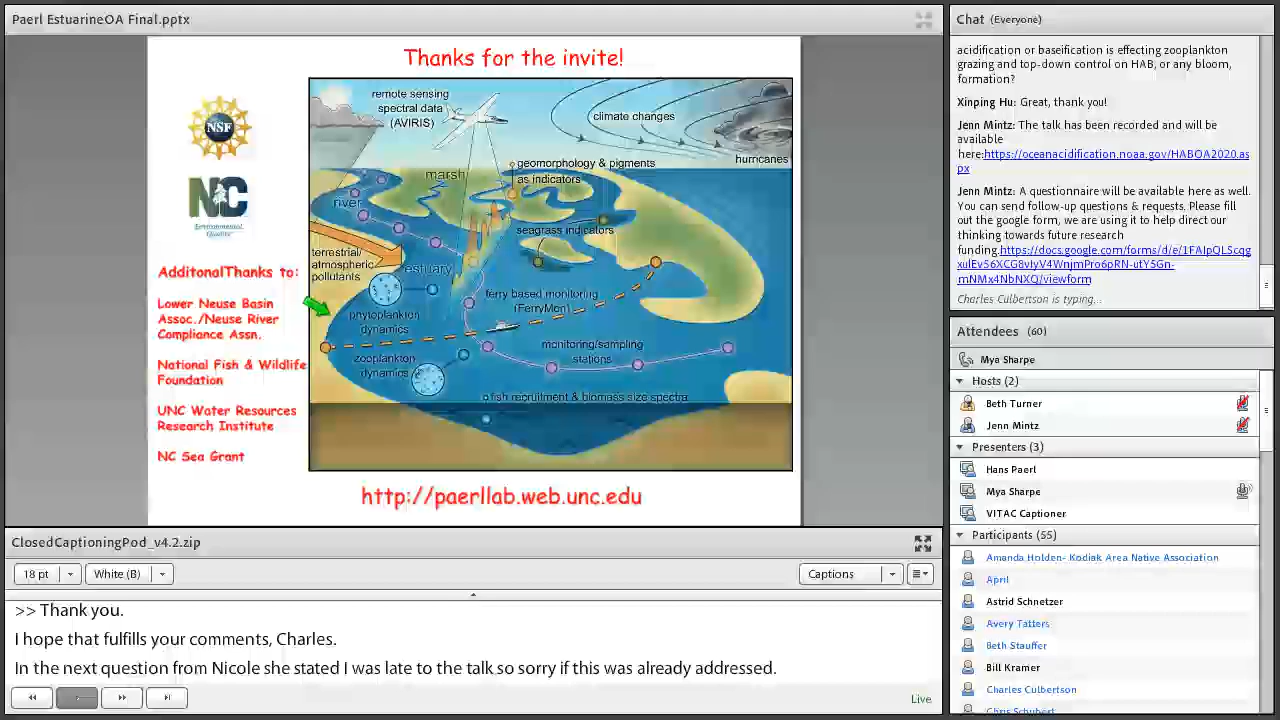 Paerl EstuarineOA Final.pptx
Thanks for the invite!
NSF
NC
Environmental
Quality
AdditonalThanks to:
Lower Neuse Basin
Assoc./Neuse River
Compliance Assn.
National Fish & Wildlife
Foundation
UNC Water Resources
Research Institute
NC Sea Grant
remote sensing
spectral data
(AVIRIS)
climate changes
hurricanes
geomorphology & pigments
as indicators
marsh
river
seagrass indicators
terrestrial/
atmospheric
pollutants
estuary
ferry based monitoring
(FerryMon)
phytoplankton
dynamics
monitoring/sampling
stations
zooplankton
dynamics
fish recruitment & biomass size spectra
http://paerllab.web.unc.edu
ClosedCaptioningPod_v4.2.zip
18 pt
White (B)
Captions
>> Thank you.
I hope that fulfills your comments, Charles.
In the next question from Nicole she stated I was late to the talk so sorry if this was already addressed.
Live
Chat (Everyone)
acidification or baseification is effecting zooplankton
grazing and top-down control on HAB, or any bloom,
formation?
Xinping Hu: Great, thank you!
Jenn Mintz: The talk has been recorded and will be
available
here:https://oceanacidification.noaa.gov/HABOA2020.as
px
Jenn Mintz: A questionnaire will be available here as well.
You can send follow-up questions & requests. Please fill
out the google form, we are using it to help direct our
thinking towards future research
funding.https://docs.google.com/forms/d/e/1FAIpQLScqg
Charles Culbertson is typing...
Attendees (60)
Mya Sharpe
Hosts (2)
Beth Turner
Jenn Mintz
Presenters (3)
Hans Paerl
Mya Sharpe
VITAC Captioner
Participants (55)
Amanda Holden- Kodiak Area Native Association
April
Astrid Schnetzer
Avery Tatters
Beth Stauffer
Bill Kramer
Charles Culbertson
Chris Schubert